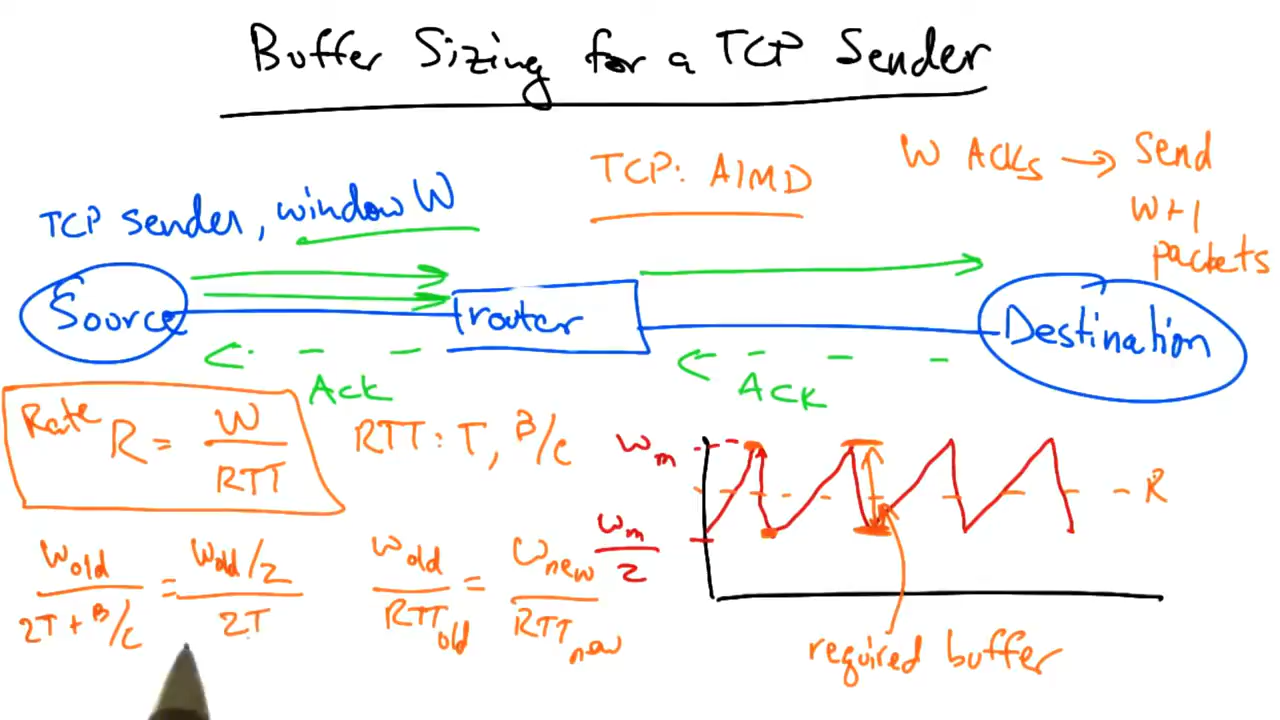 Buffer Sizing for a TCP Sender
TCP: AIMD
W ACKs → Send
W+1
packets
TCP sender, window W
Source
router
Destination
Ack
ACK
Rate R = W / RTT
RTT: T, B/C
Wm
R
Wm / 2
Wold / 2T + B/C = Wold/2 / 2T
Wold / RTTold = Wnew / RTTnew
required buffer